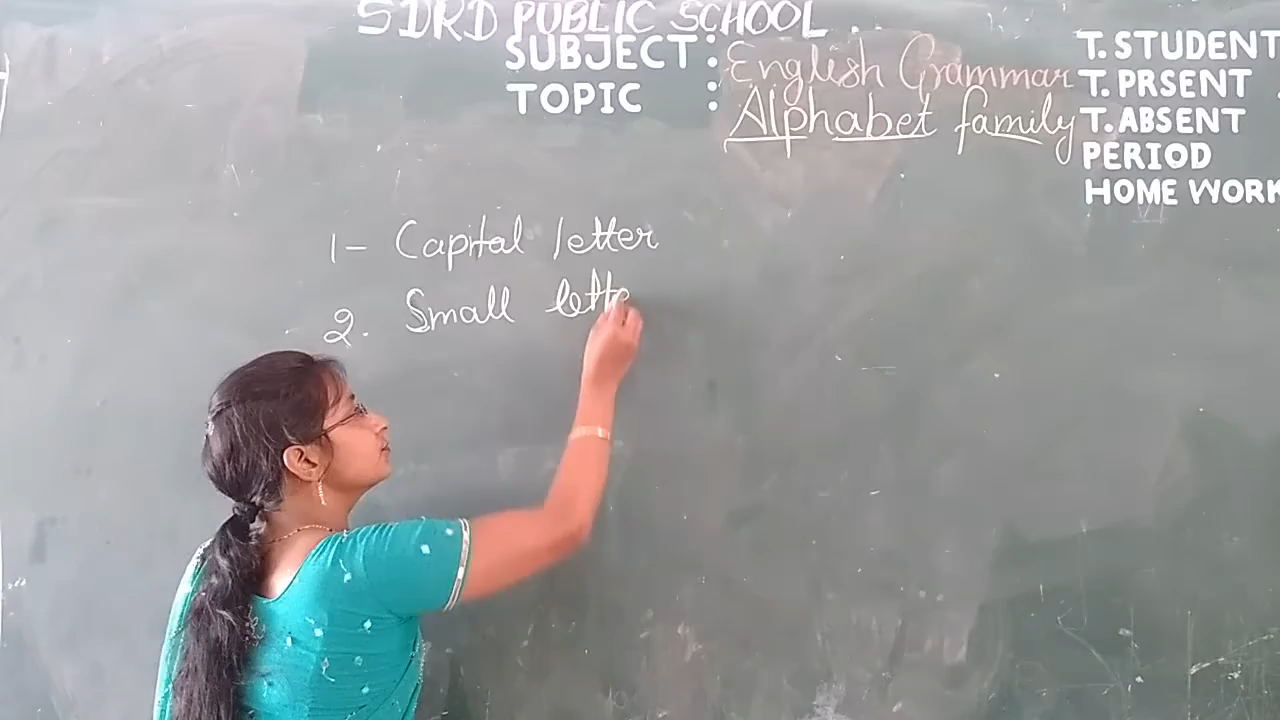 SDRD PUBLIC SCHOOL
SUBJECT : English Grammar
TOPIC : Alphabet family
T. STUDENT
T. PRSENT
T. ABSENT
PERIOD
HOME WORK
1- Capital letter
2. Small lette